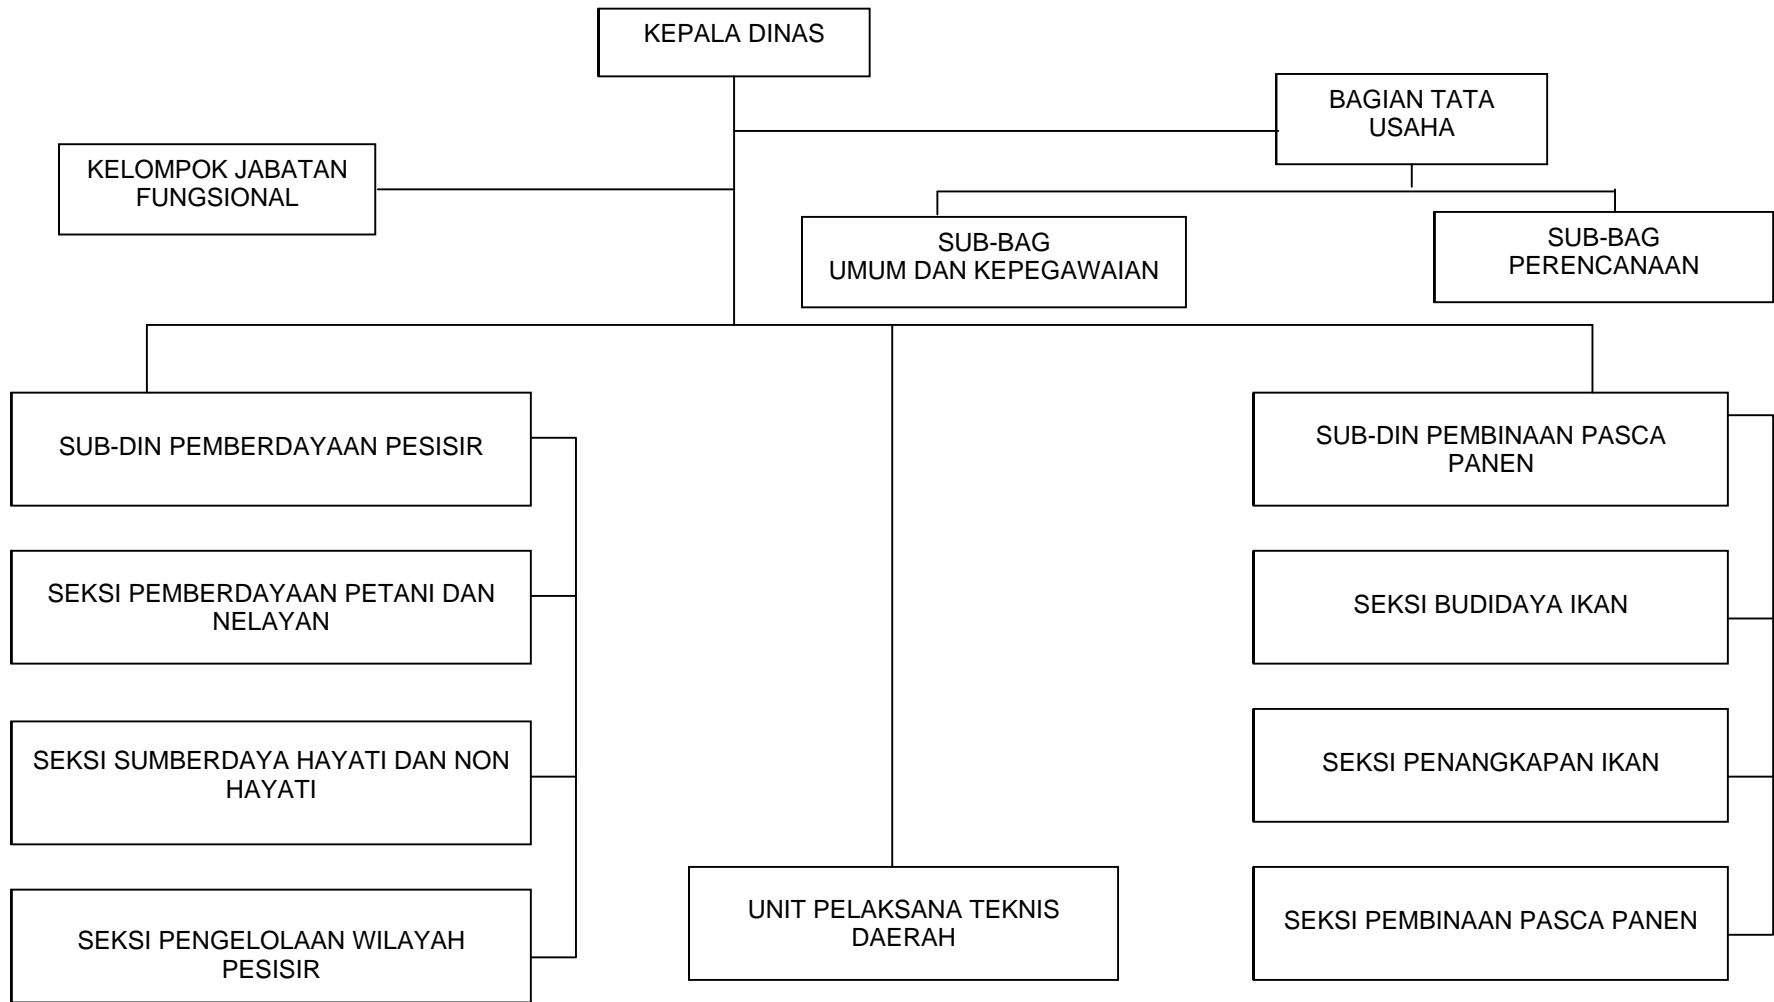 KEPALA DINAS
BAGIAN TATA
USAHA
KELOMPOK JABATAN
FUNGSIONAL
SUB-BAG
UMUM DAN KEPEGAWAIAN
SUB-BAG
PERENCANAAN
SUB-DIN PEMBERDAYAAN PESISIR
SEKSI PEMBERDAYAAN PETANI DAN
NELAYAN
SEKSI SUMBERDAYA HAYATI DAN NON
HAYATI
SEKSI PENGELOLAAN WILAYAH
PESISIR
UNIT PELAKSANA TEKNIS
DAERAH
SUB-DIN PEMBINAAN PASCA
PANEN
SEKSI BUDIDAYA IKAN
SEKSI PENANGKAPAN IKAN
SEKSI PEMBINAAN PASCA PANEN